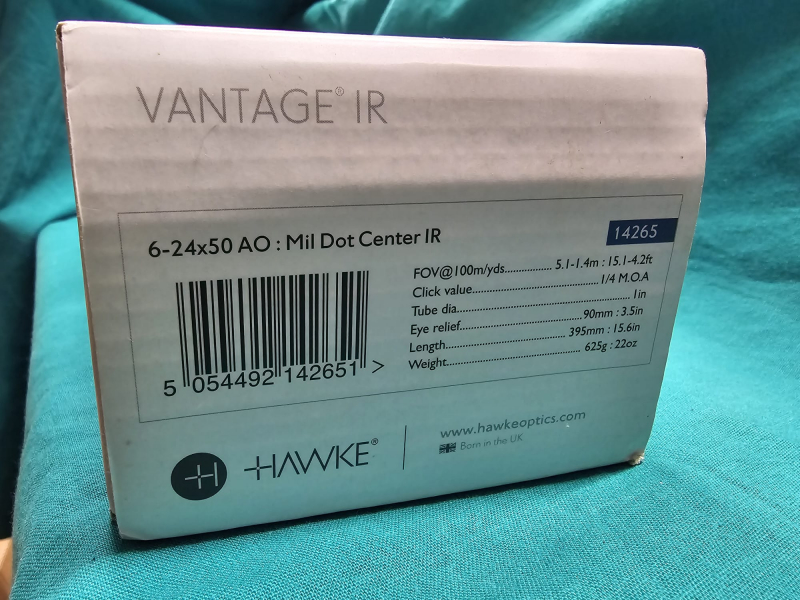 VANTAGE® IR
6-24x50 AO : Mil Dot Center IR
14265
FOV@100m/yds................ 5.1-1.4m : 15.1-4.2ft
Click value............................................ 1/4 M.O.A
Tube dia......................................................... 1in
Eye relief........................................ 90mm : 3.5in
Length...................................... 395mm : 15.6in
Weight.......................................... 625g : 22oz
5 054492 142651 >
HAWKE®
www.hawkeoptics.com
Born in the UK